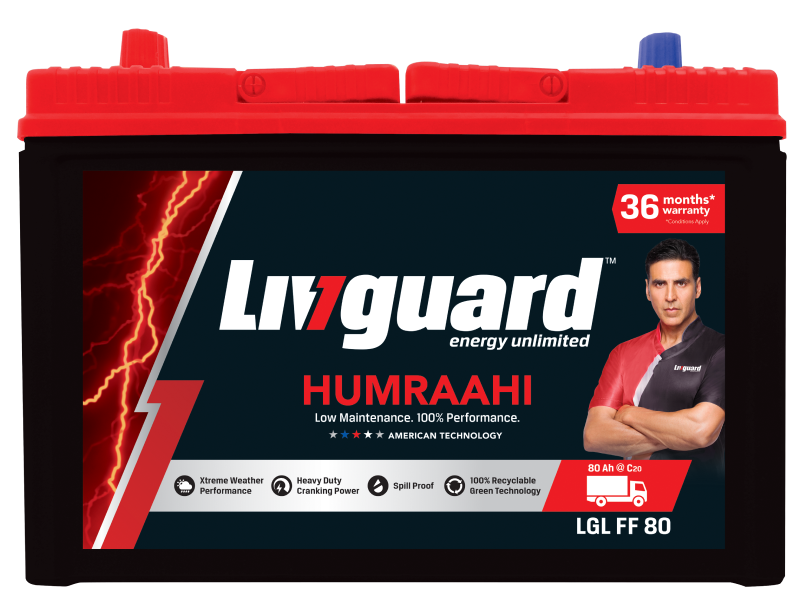 36 months*
warranty
*Conditions Apply
Livguard™
energy unlimited
Livguard
HUMRAAHI
Low Maintenance. 100% Performance.
AMERICAN TECHNOLOGY
Xtreme Weather
Performance
Heavy Duty
Cranking Power
Spill Proof
100% Recyclable
Green Technology
80 Ah @ C20
LGL FF 80